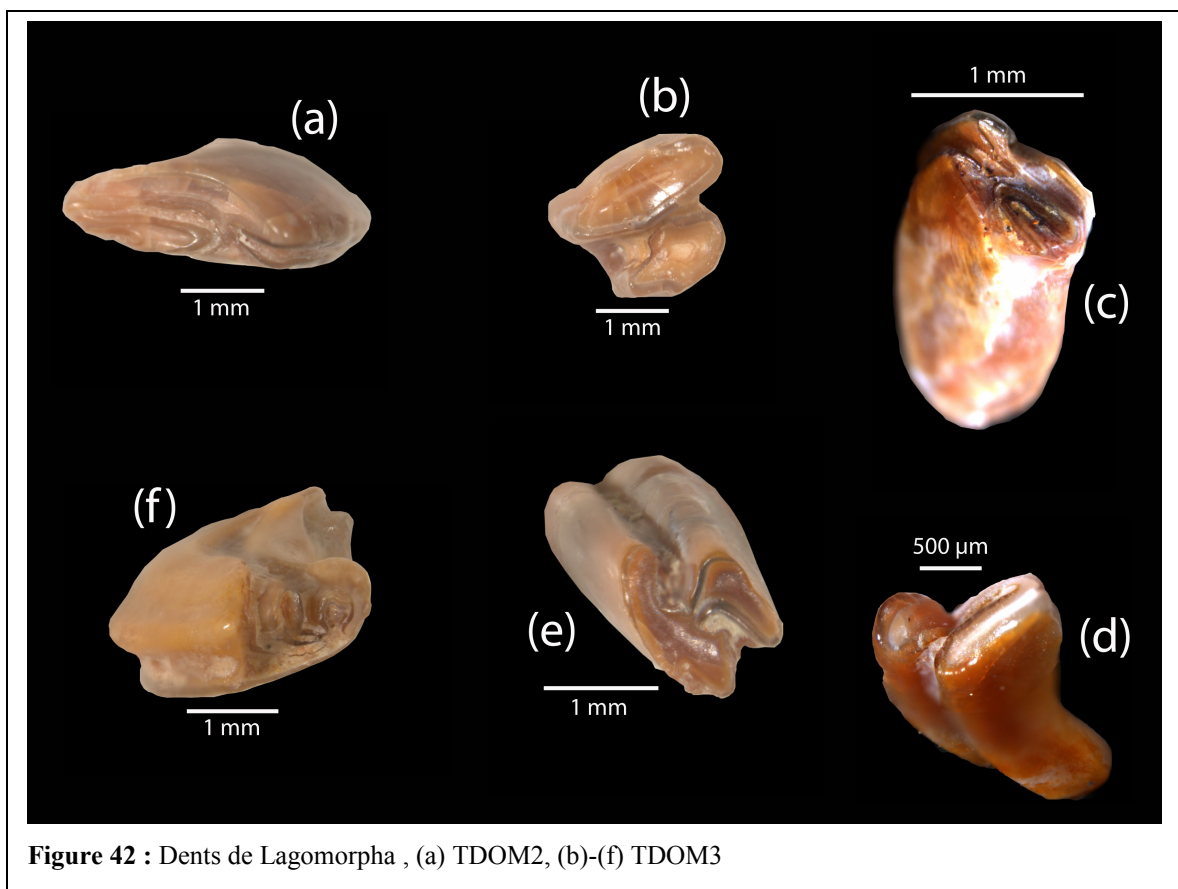 (a)
1 mm
(b)
1 mm
1 mm
(c)
(f)
1 mm
(e)
1 mm
500 µm
(d)
Figure 42 : Dents de Lagomorpha , (a) TDOM2, (b)-(f) TDOM3